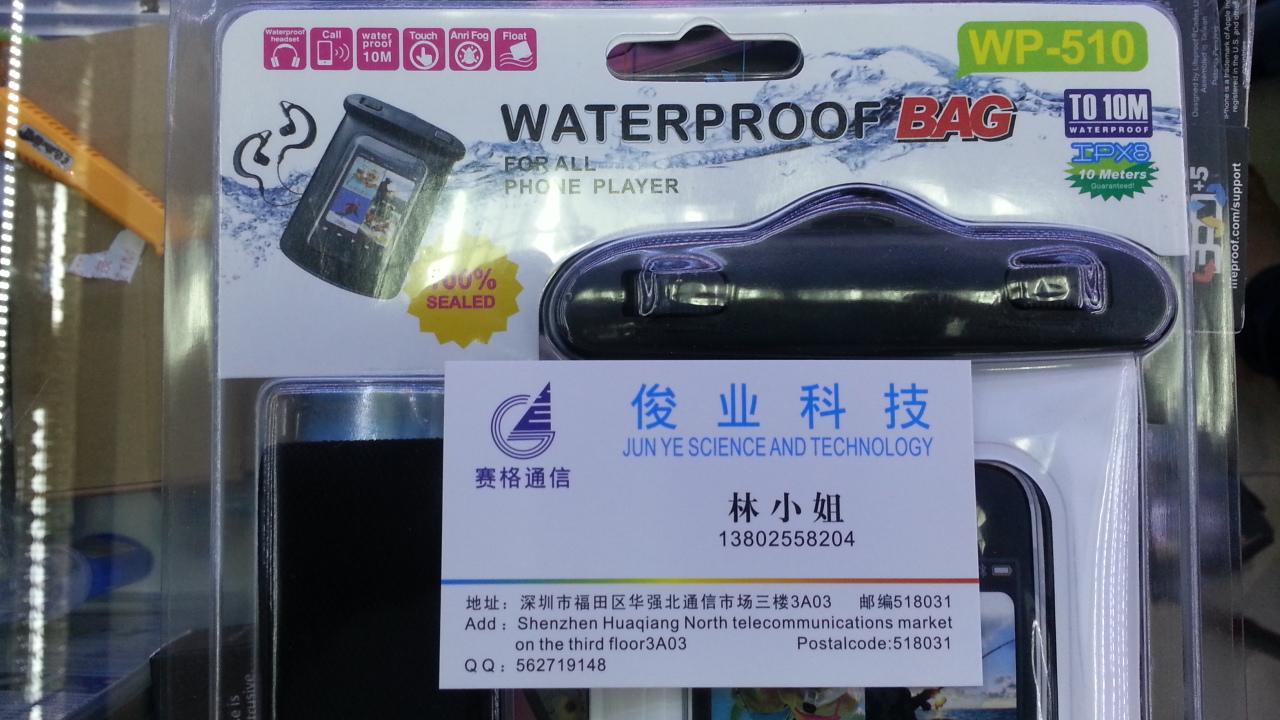 Waterproof headset
Call
water proof 10M
Touch
Anri Fog
Float
WP-510
WATERPROOF BAG
FOR ALL
PHONE PLAYER
TO 10M
WATERPROOF
IPX8
10 Meters
Guaranteed!
100%
SEALED
lifeproof.com/support
赛格通信
俊业科技
JUN YE SCIENCE AND TECHNOLOGY
林小姐
13802558204
地址：深圳市福田区华强北通信市场三楼3A03 邮编518031
Add：Shenzhen Huaqiang North telecommunications market
on the third floor3A03 Postalcode:518031
QQ：562719148